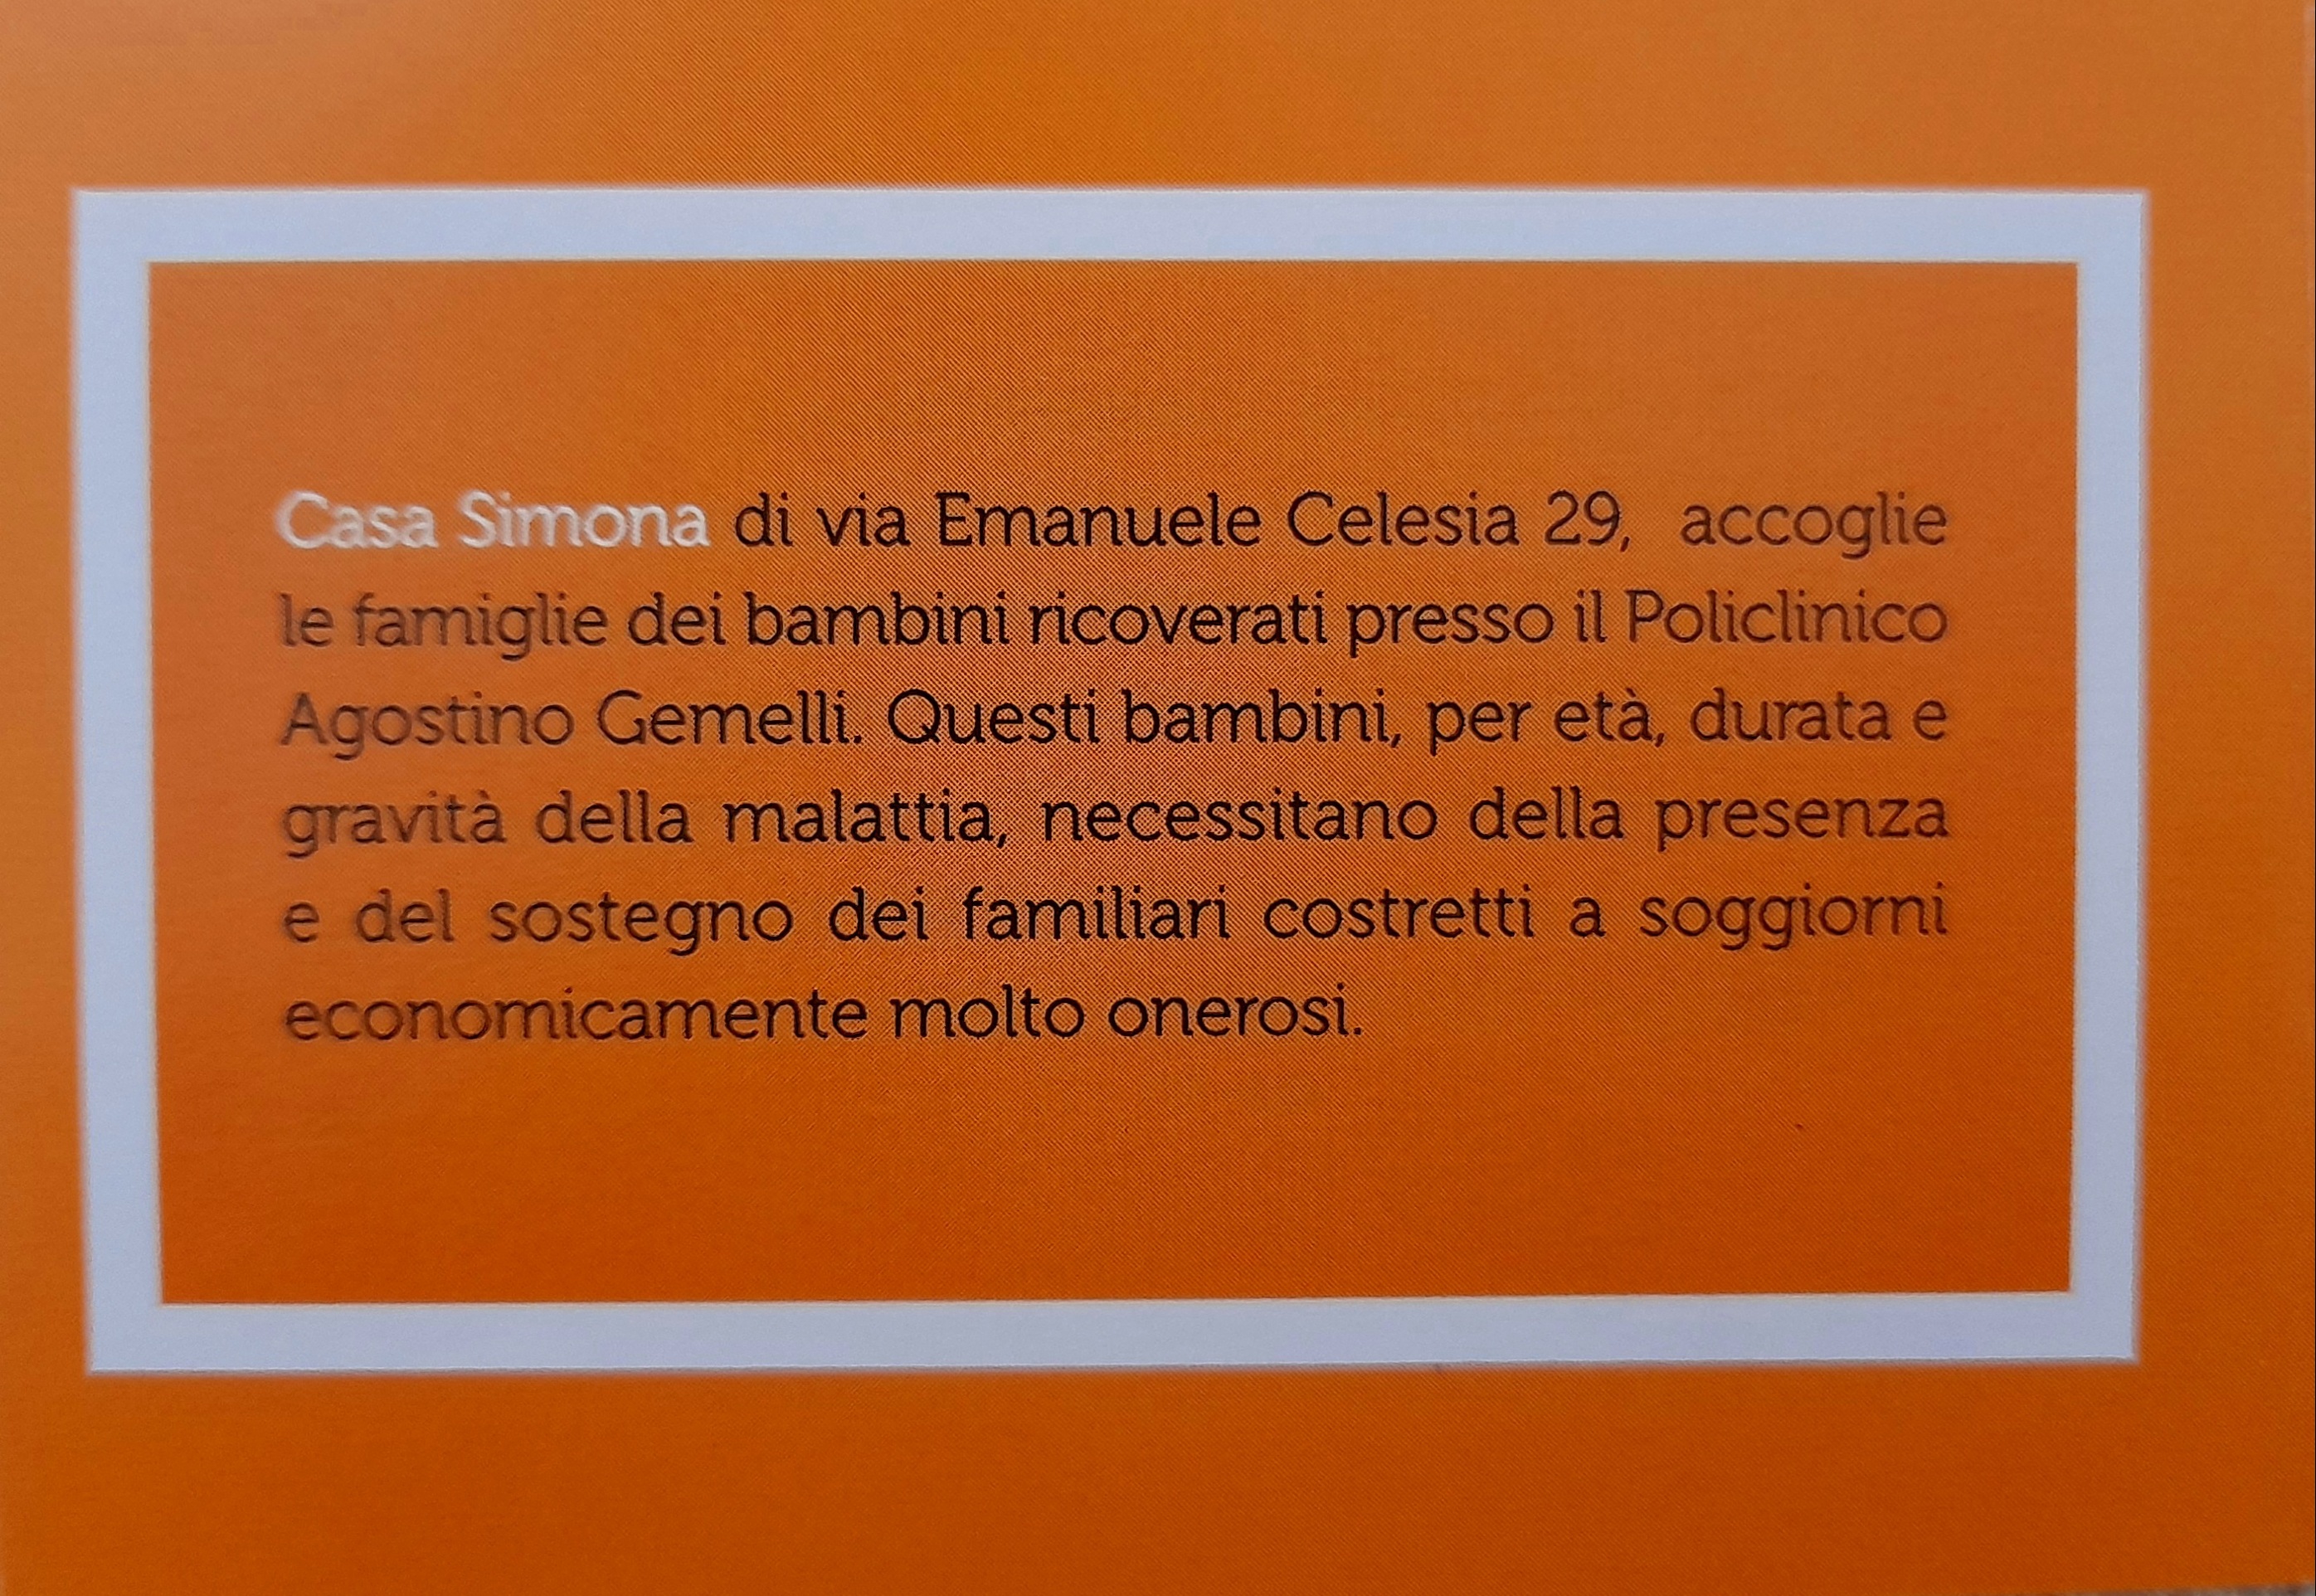 Casa Simona di via Emanuele Celesia 29, accoglie
le famiglie dei bambini ricoverati presso il Policlinico
Agostino Gemelli. Questi bambini, per età, durata e
gravità della malattia, necessitano della presenza
e del sostegno dei familiari costretti a soggiorni
economicamente molto onerosi.